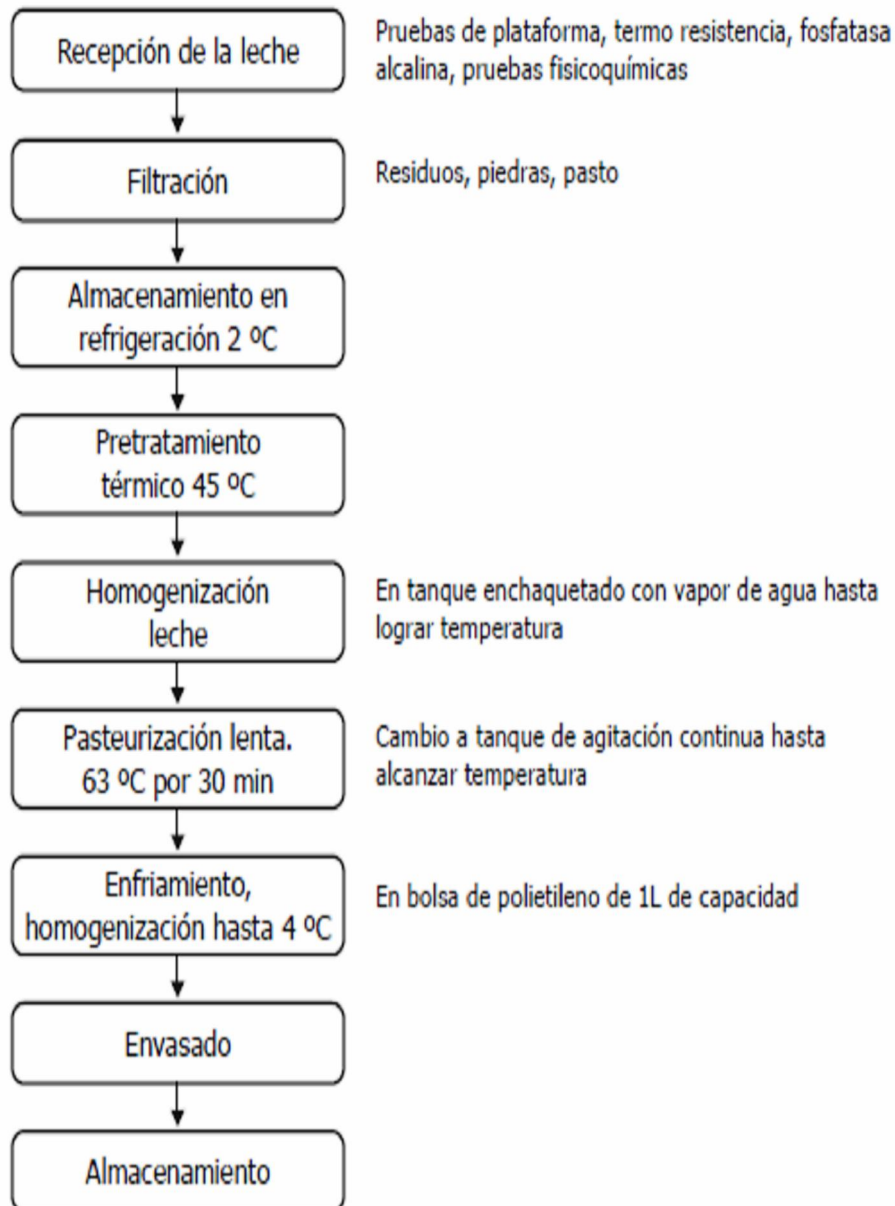 Recepción de la leche
Pruebas de plataforma, termo resistencia, fosfatasa
alcalina, pruebas fisicoquímicas
Filtración
Residuos, piedras, pasto
Almacenamiento en
refrigeración 2 ºC
Pretratamiento
térmico 45 ºC
Homogenización
leche
En tanque enchaquetado con vapor de agua hasta
lograr temperatura
Pasteurización lenta.
63 ºC por 30 min
Cambio a tanque de agitación continua hasta
alcanzar temperatura
Enfriamiento,
homogenización hasta 4 ºC
En bolsa de polietileno de 1L de capacidad
Envasado
Almacenamiento